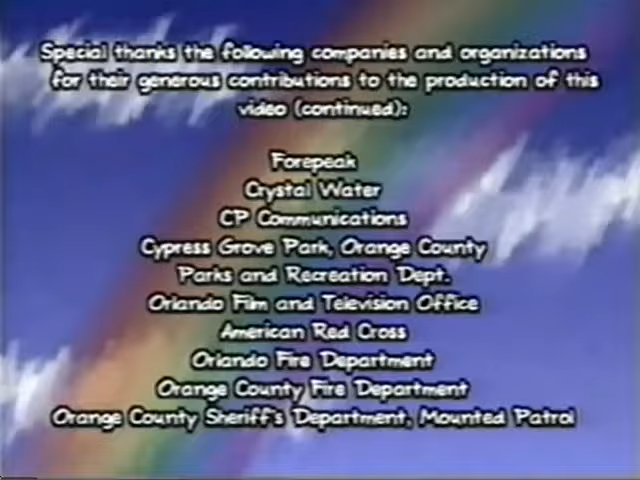 Special thanks the following companies and organizations
for their generous contributions to the production of this
video (continued):
Forepeak
Crystal Water
CP Communications
Cypress Grove Park, Orange County
Parks and Recreation Dept.
Orlando Film and Television Office
American Red Cross
Orlando Fire Department
Orange County Fire Department
Orange County Sheriff's Department, Mounted Patrol